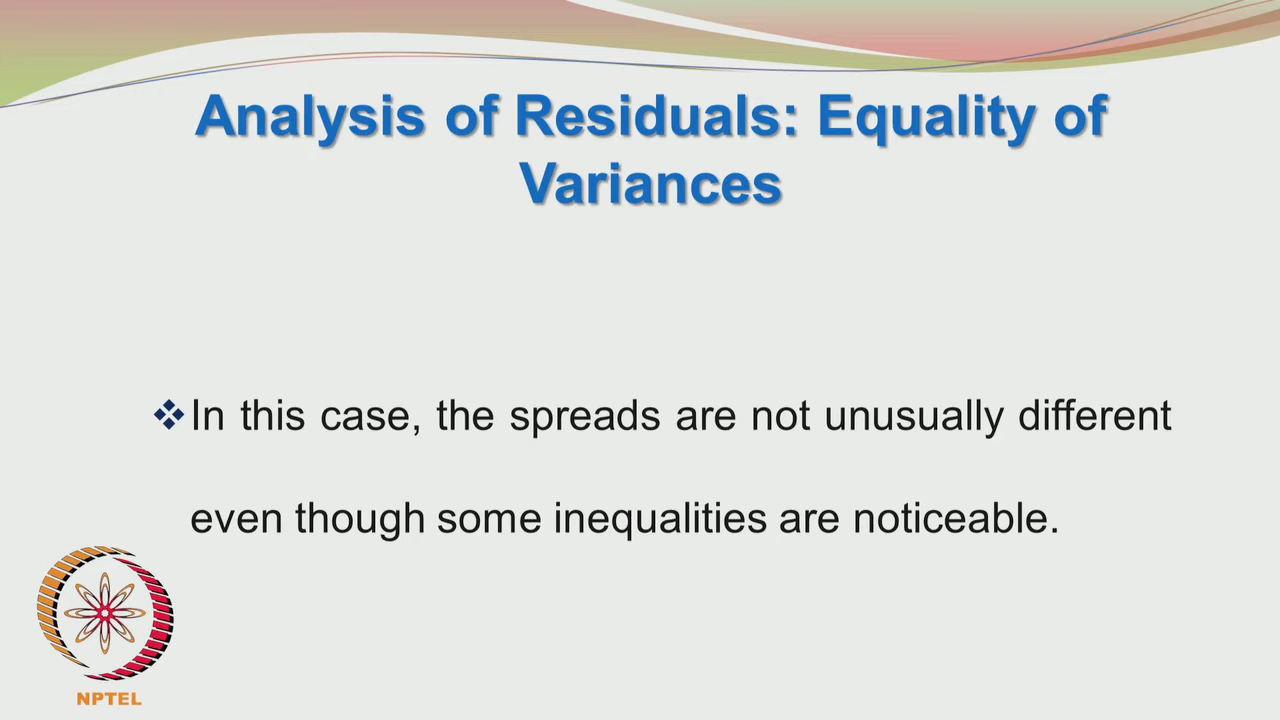 Analysis of Residuals: Equality of
Variances
❖In this case, the spreads are not unusually different
even though some inequalities are noticeable.
NPTEL